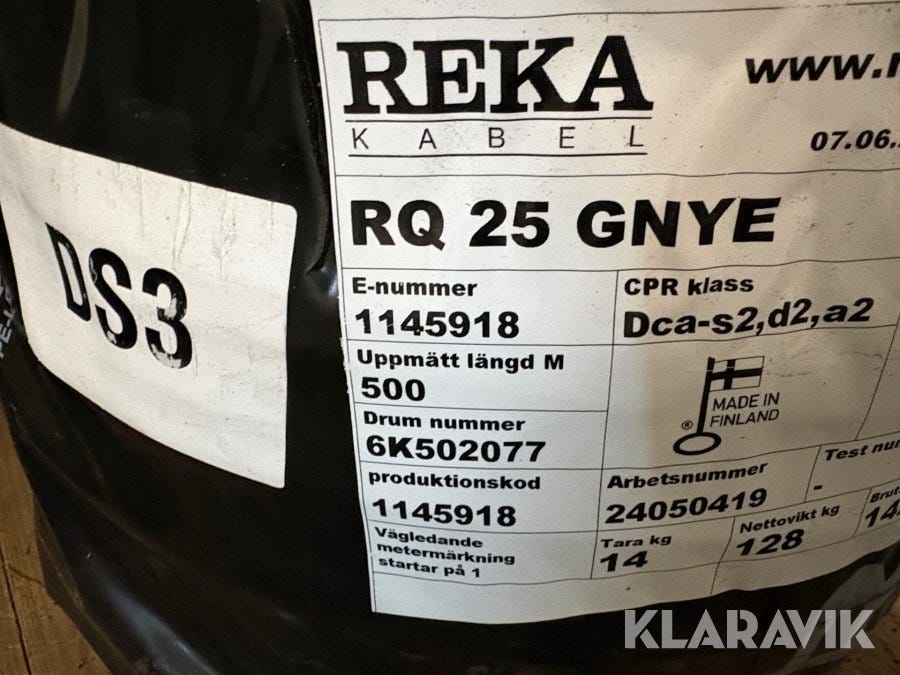 REKA
KABEL
www.
07.06.
RQ 25 GNYE
E-nummer
1145918
CPR klass
Dca-s2,d2,a2
Uppmätt längd M
500
MADE IN
FINLAND
®
Drum nummer
6K502077
produktionskod
1145918
Arbetsnummer
24050419
Test
-
Vägledande
metermärkning
startar på 1
Tara kg
14
Nettovikt kg
128
DS3
KLARAVIK